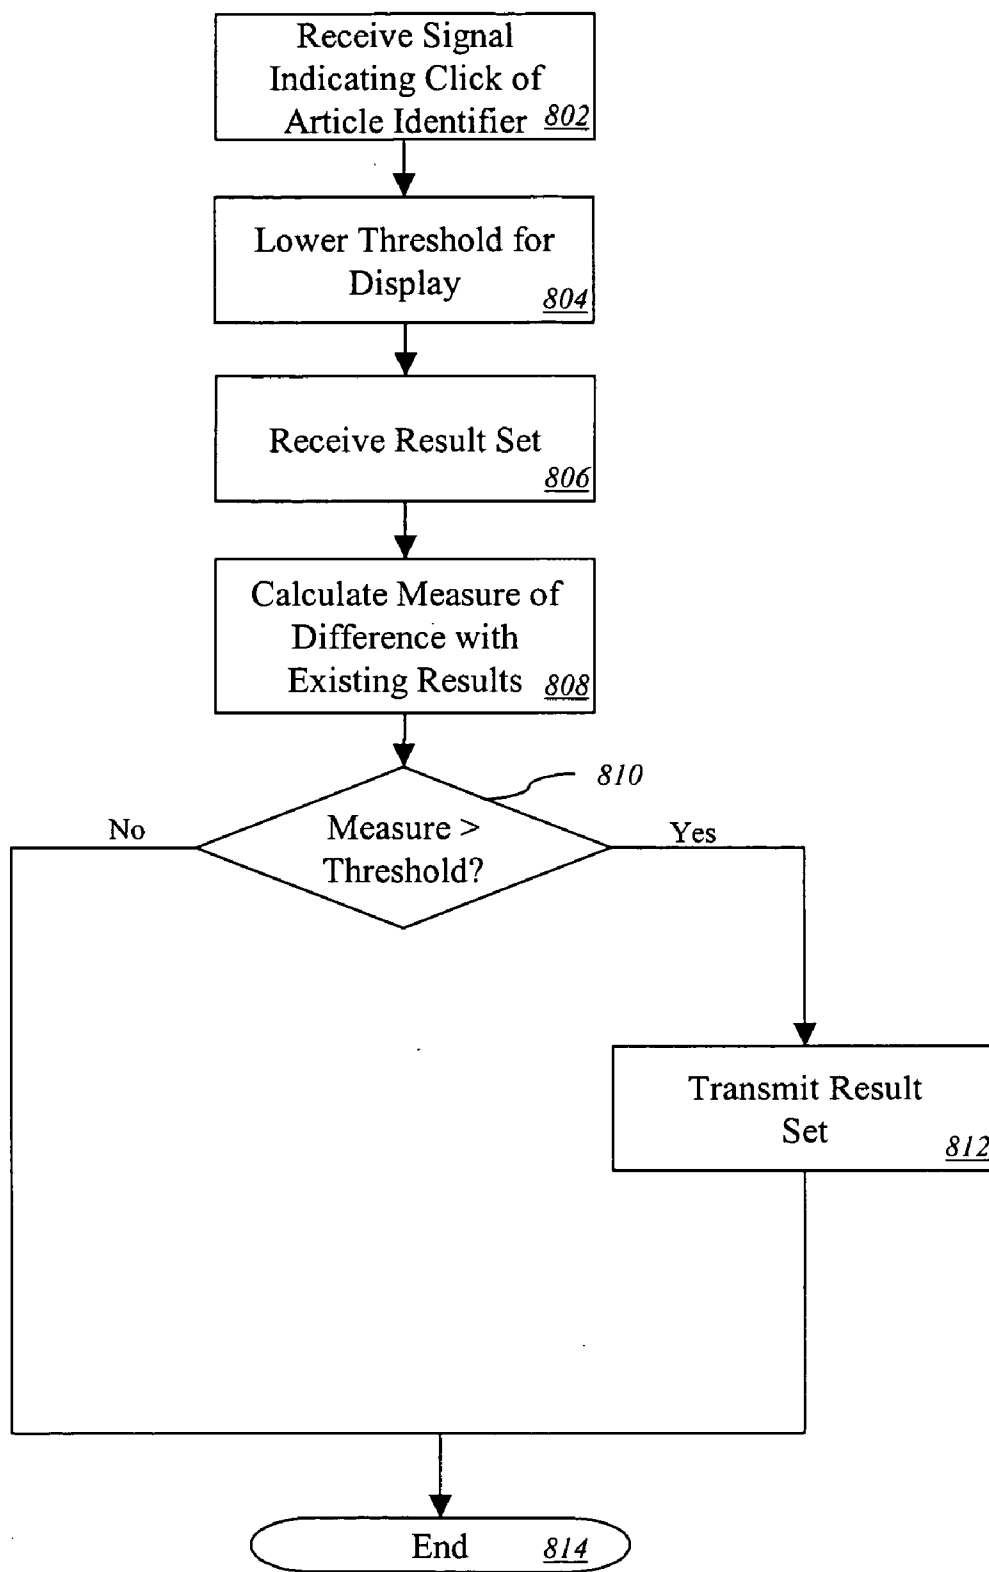 Receive Signal
Indicating Click of
Article Identifier 802
Lower Threshold for
Display
804
Receive Result Set
806
Calculate Measure of
Difference with
Existing Results 808
810
No
Measure >
Threshold?
Yes
Transmit Result
Set
812
End 814